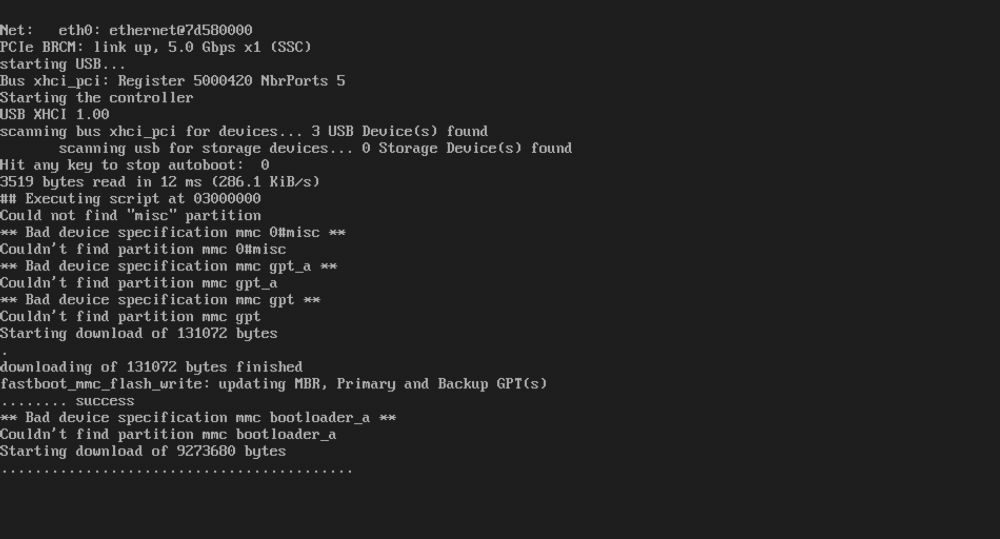 Net:   eth0: ethernet@7d580000
PCIe BRCM: link up, 5.0 Gbps x1 (SSC)
starting USB...
Bus xhci_pci: Register 5000420 NbrPorts 5
Starting the controller
USB XHCI 1.00
scanning bus xhci_pci for devices... 3 USB Device(s) found
       scanning usb for storage devices... 0 Storage Device(s) found
Hit any key to stop autoboot:  0
3519 bytes read in 12 ms (286.1 KiB/s)
## Executing script at 03000000
Could not find "misc" partition
** Bad device specification mmc 0#misc **
Couldn't find partition mmc 0#misc
** Bad device specification mmc gpt_a **
Couldn't find partition mmc gpt_a
** Bad device specification mmc gpt **
Couldn't find partition mmc gpt
Starting download of 131072 bytes
.
downloading of 131072 bytes finished
fastboot_mmc_flash_write: updating MBR, Primary and Backup GPT(s)
........ success
** Bad device specification mmc bootloader_a **
Couldn't find partition mmc bootloader_a
Starting download of 9273680 bytes
..........................................